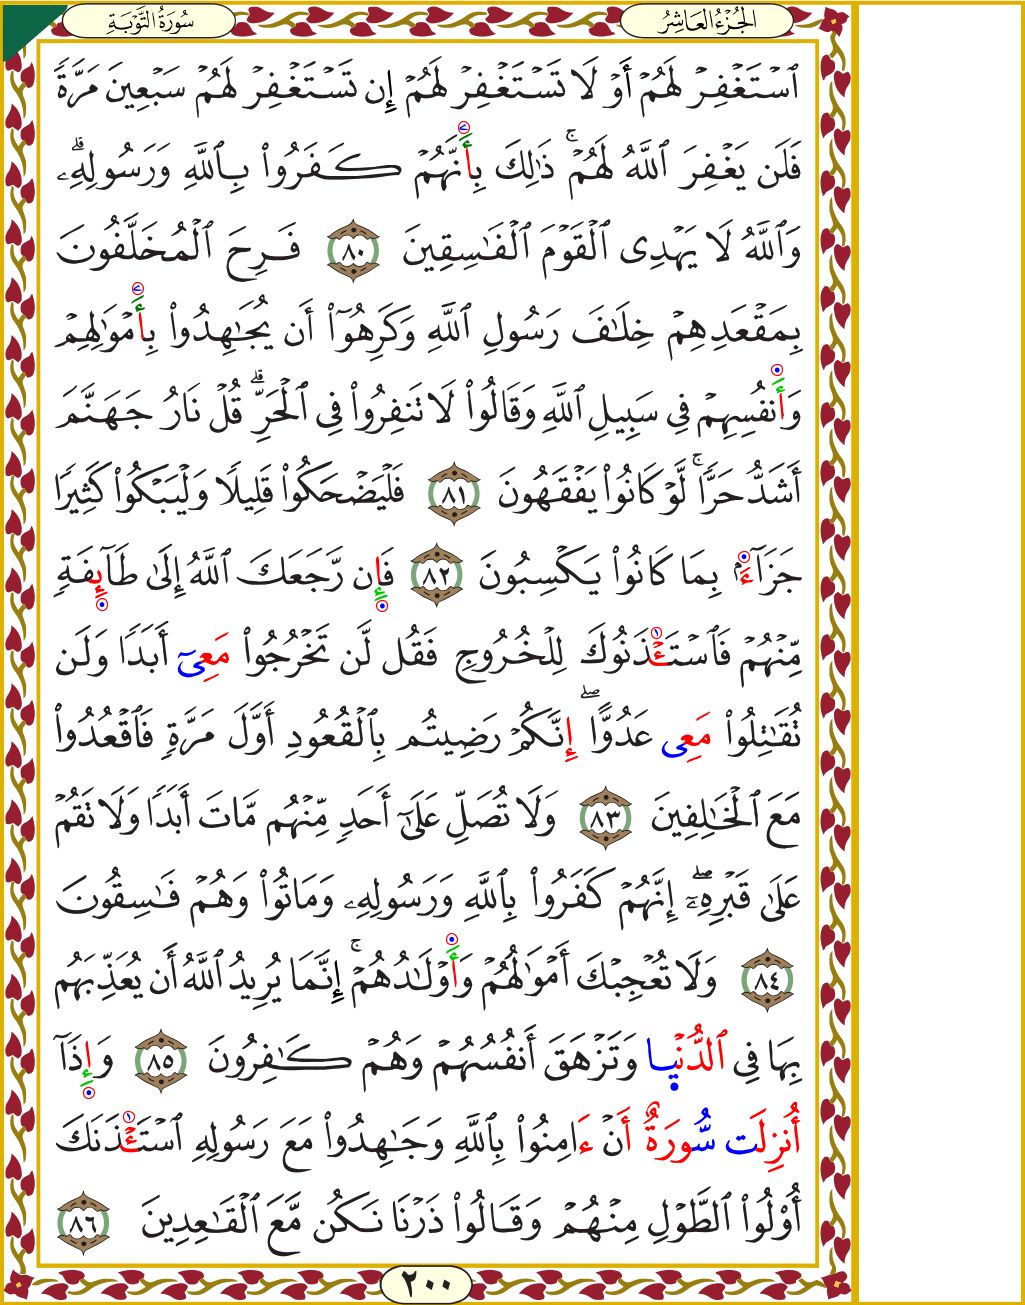 الجُزْءُ العَاشِرُ
سُورَةُ التَّوْبَةِ
ٱسۡتَغۡفِرۡ لَهُمۡ أَوۡ لَا تَسۡتَغۡفِرۡ لَهُمۡ إِن تَسۡتَغۡفِرۡ لَهُمۡ سَبۡعِينَ مَرَّةٗ
فَلَن يَغۡفِرَ ٱللَّهُ لَهُمۡۚ ذَٰلِكَ بِأَنَّهُمۡ كَفَرُواْ بِٱللَّهِ وَرَسُولِهِۦۗ
وَٱللَّهُ لَا يَهۡدِي ٱلۡقَوۡمَ ٱلۡفَٰسِقِينَ ٨٠ فَرِحَ ٱلۡمُخَلَّفُونَ
بِمَقۡعَدِهِمۡ خِلَٰفَ رَسُولِ ٱللَّهِ وَكَرِهُوٓاْ أَن يُجَٰهِدُواْ بِأَمۡوَٰلِهِمۡ
وَأَنفُسِهِمۡ فِي سَبِيلِ ٱللَّهِ وَقَالُواْ لَا تَنفِرُواْ فِي ٱلۡحَرِّۗ قُلۡ نَارُ جَهَنَّمَ
أَشَدُّ حَرّٗاۚ لَّوۡ كَانُواْ يَفۡقَهُونَ ٨١ فَلۡيَضۡحَكُواْ قَلِيلٗا وَلۡيَبۡكُواْ كَثِيرٗا
جَزَآءَۢ بِمَا كَانُواْ يَكۡسِبُونَ ٨٢ فَإِن رَّجَعَكَ ٱللَّهُ إِلَىٰ طَآئِفَةٖ
مِّنۡهُمۡ فَٱسۡتَـٔۡذَنُوكَ لِلۡخُرُوجِ فَقُل لَّن تَخۡرُجُواْ مَعِيَ أَبَدٗا وَلَن
تُقَٰتِلُواْ مَعِي عَدُوًّاۖ إِنَّكُمۡ رَضِيتُم بِٱلۡقُعُودِ أَوَّلَ مَرَّةٖ فَٱقۡعُدُواْ
مَعَ ٱلۡخَٰلِفِينَ ٨٣ وَلَا تُصَلِّ عَلَىٰٓ أَحَدٖ مِّنۡهُم مَّاتَ أَبَدٗا وَلَا تَقُمۡ
عَلَىٰ قَبۡرِهِۦٓۖ إِنَّهُمۡ كَفَرُواْ بِٱللَّهِ وَرَسُولِهِۦ وَمَاتُواْ وَهُمۡ فَٰسِقُونَ
٨٤ وَلَا تُعۡجِبۡكَ أَمۡوَٰلُهُمۡ وَأَوۡلَٰدُهُمۡۚ إِنَّمَا يُرِيدُ ٱللَّهُ أَن يُعَذِّبَهُم
بِهَا فِي ٱلدُّنۡيَا وَتَزۡهَقَ أَنفُسُهُمۡ وَهُمۡ كَٰفِرُونَ ٨٥ وَإِذَآ
أُنزِلَت سُّورَةٌ أَنۡ ءَامِنُواْ بِٱللَّهِ وَجَٰهِدُواْ مَعَ رَسُولِهِ ٱسۡتَـٔۡذَنَكَ
أُوْلُواْ ٱلطَّوۡلِ مِنۡهُمۡ وَقَالُواْ ذَرۡنَا نَكُن مَّعَ ٱلۡقَٰعِدِينَ ٨٦
٢٠٠